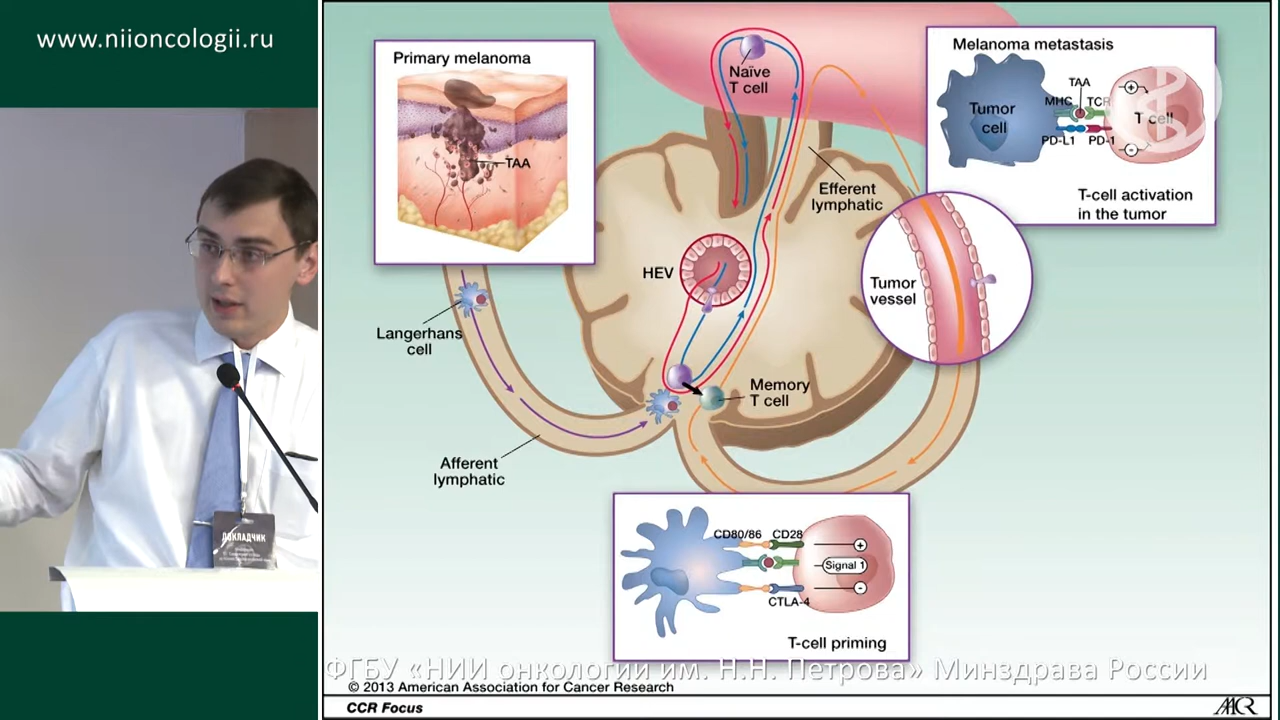 www.niioncologii.ru
ДОКЛАДЧИК
Primary melanoma
TAA
Naïve
T cell
Melanoma metastasis
TAA
MHC
TCR
Tumor
cell
T cell
PD-L1
PD-1
T-cell activation
in the tumor
Efferent
lymphatic
HEV
Tumor
vessel
Langerhans
cell
Memory
T cell
Afferent
lymphatic
CD80/86
CD28
Signal 1
CTLA-4
T-cell priming
ФГБУ «НИИ онкологии им. Н.Н. Петрова» Минздрава России
© 2013 American Association for Cancer Research
CCR Focus
AACR